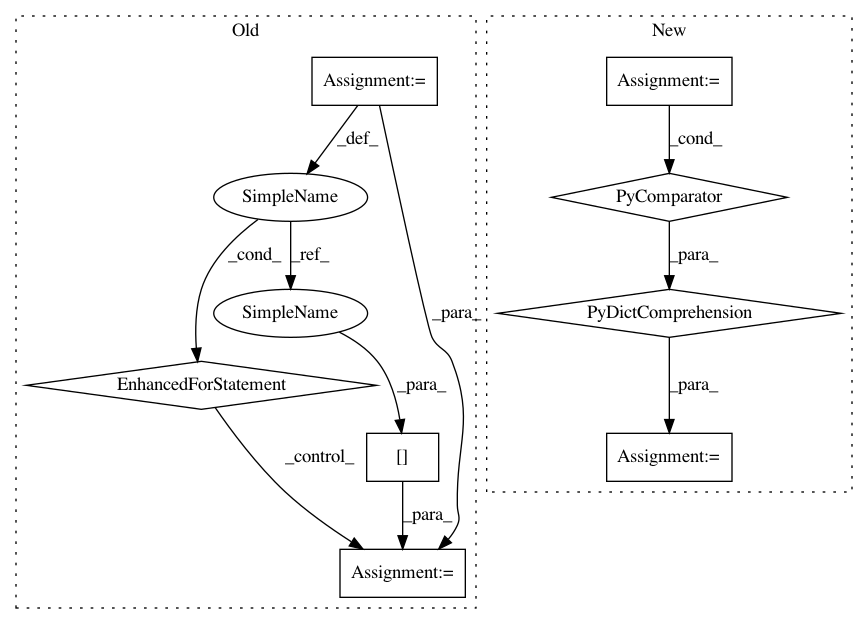 Old
New
Assignment:=
Assignment:=
_def_
_cond_
SimpleName
PyComparator
_cond_
_ref_
_para_
SimpleName
_para_
PyDictComprehension
EnhancedForStatement
_para_
_para_
_control_
[]
Assignment:=
_para_
Assignment:=